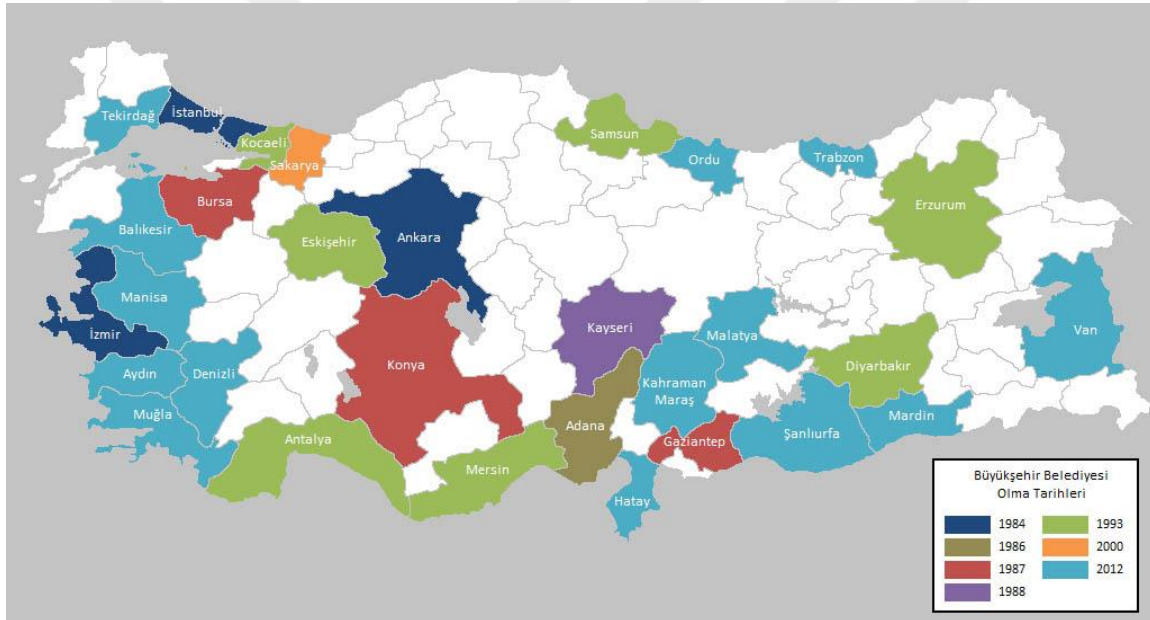 Tekirdağ
İstanbul
Kocaeli
Sakarya
Samsun
Ordu
Trabzon
Bursa
Erzurum
Balıkesir
Eskişehir
Ankara
Manisa
İzmir
Kayseri
Malatya
Van
Aydın
Denizli
Konya
Diyarbakır
Kahraman
Maraş
Muğla
Mardin
Adana
Şanlıurfa
Antalya
Gaziantep
Mersin
Hatay
Büyükşehir Belediyesi
Olma Tarihleri
1984
1993
1986
2000
1987
2012
1988